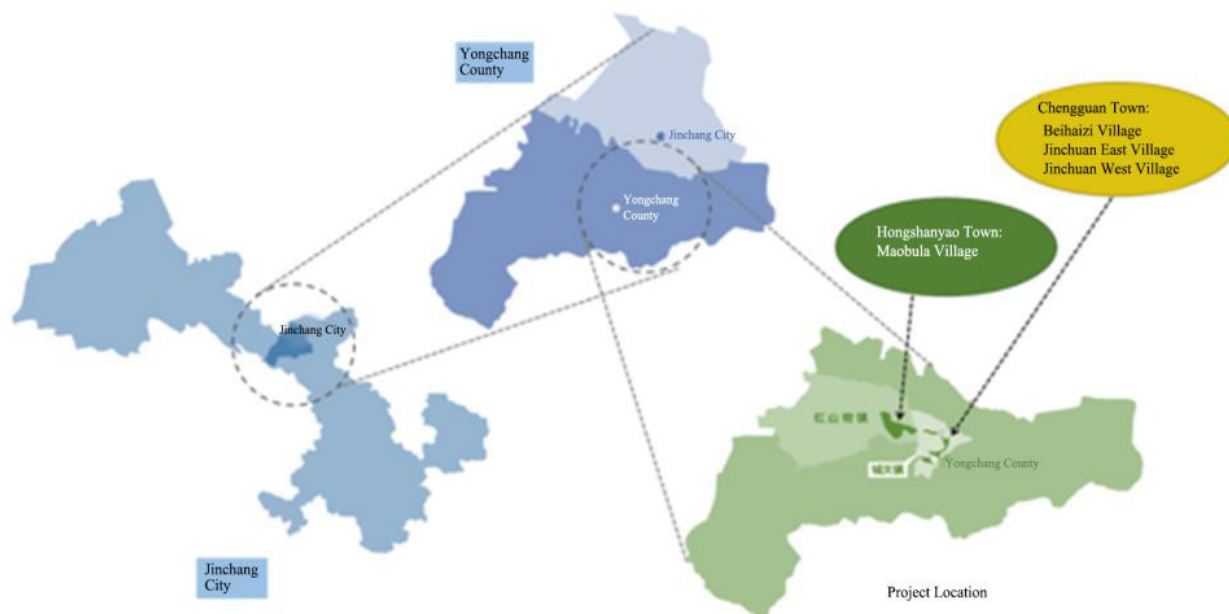 Yongchang
County
Jinchang City
Yongchang
County
Chengguan Town:
Beihaizi Village
Jinchuan East Village
Jinchuan West Village
Hongshanyao Town:
Maobula Village
Jinchang City
红山窑镇
城关镇
Yongchang County
Jinchang
City
Project Location